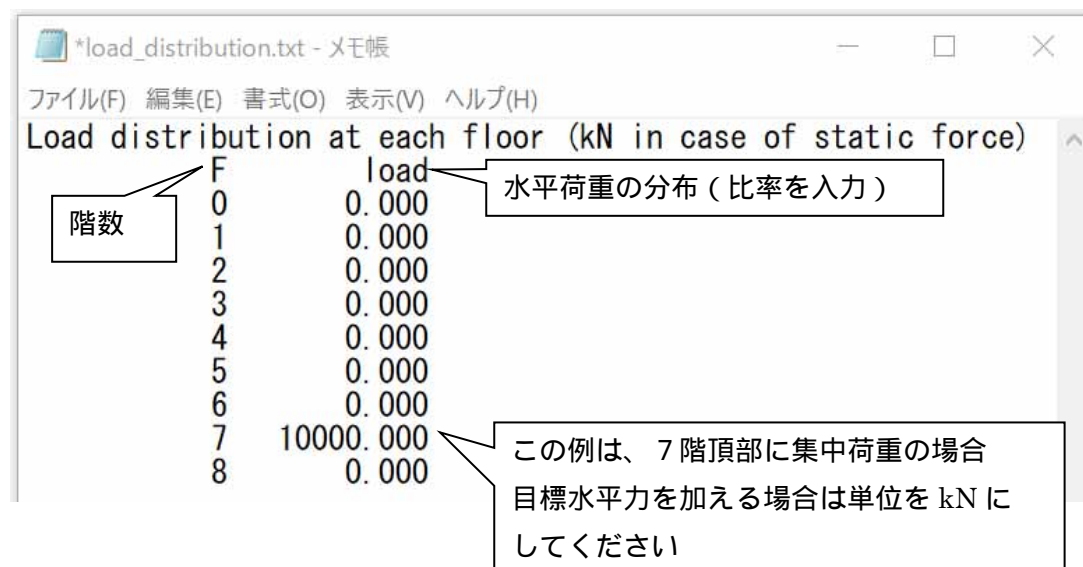 *load_distribution.txt - メモ帳
ファイル(F) 編集(E) 書式(O) 表示(V) ヘルプ(H)
Load distribution at each floor (kN in case of static force)
F load
水平荷重の分布(比率を入力)
階数
0 0.000
1 0.000
2 0.000
3 0.000
4 0.000
5 0.000
6 0.000
7 10000.000
8 0.000
この例は、7階頂部に集中荷重の場合
目標水平力を加える場合は単位を kN に
してください